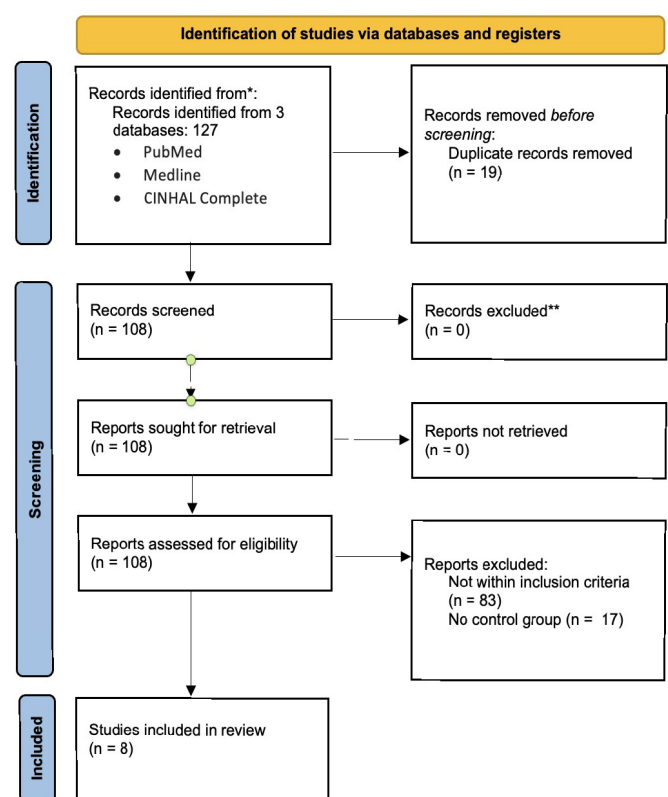 Identification of studies via databases and registers
Identification
Records identified from*:
Records identified from 3
databases: 127
• PubMed
• Medline
• CINHAL Complete
Records removed before
screening:
Duplicate records removed
(n = 19)
Screening
Records screened
(n = 108)
Records excluded**
(n = 0)
Reports sought for retrieval
(n = 108)
Reports not retrieved
(n = 0)
Reports assessed for eligibility
(n = 108)
Reports excluded:
Not within inclusion criteria
(n = 83)
No control group (n = 17)
Included
Studies included in review
(n = 8)